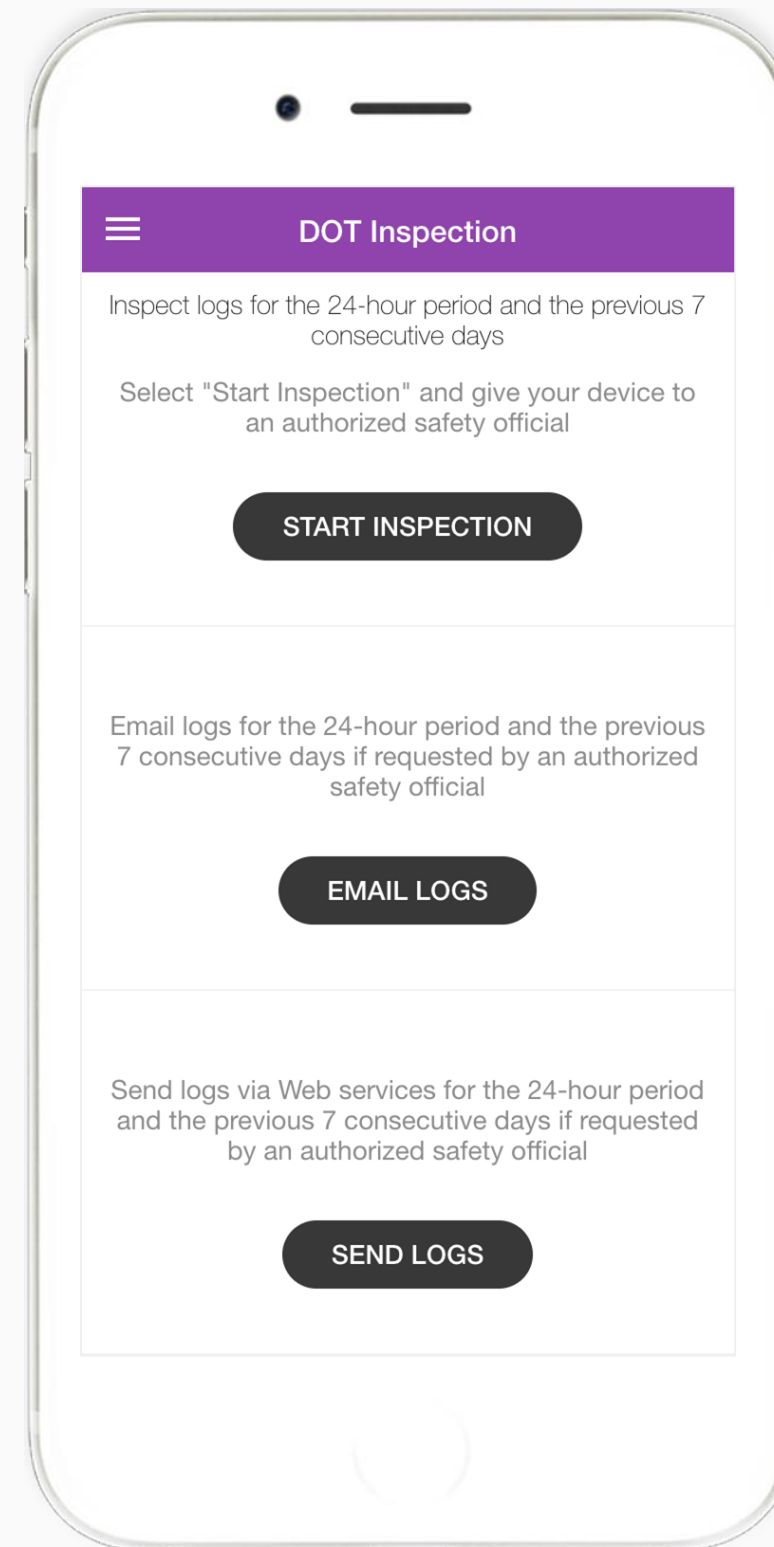 DOT Inspection
Inspect logs for the 24-hour period and the previous 7
consecutive days
Select "Start Inspection" and give your device to
an authorized safety official
START INSPECTION
Email logs for the 24-hour period and the previous
7 consecutive days if requested by an authorized
safety official
EMAIL LOGS
Send logs via Web services for the 24-hour period
and the previous 7 consecutive days if requested
by an authorized safety official
SEND LOGS